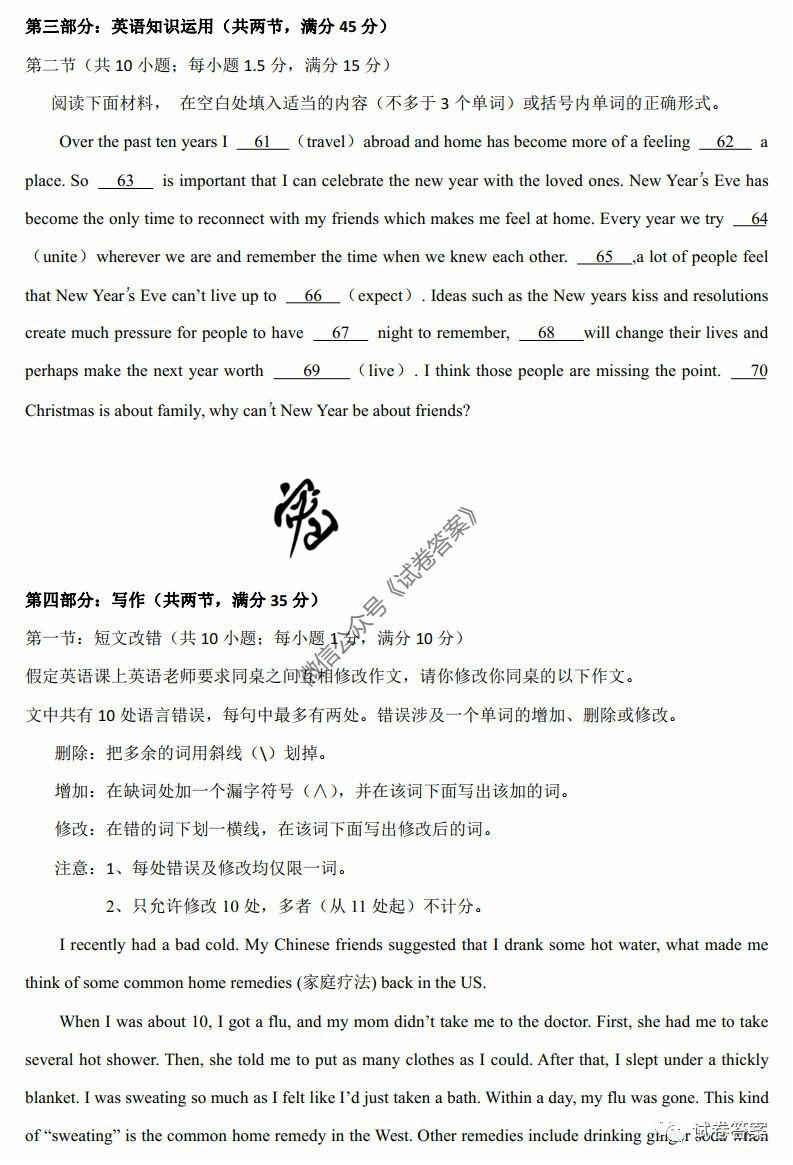 第三部分：英语知识运用（共两节，满分 45 分）
第二节（共 10 小题；每小题 1.5 分，满分 15 分）
阅读下面材料， 在空白处填入适当的内容（不多于 3 个单词）或括号内单词的正确形式。
Over the past ten years I 61 （travel）abroad and home has become more of a feeling 62 a
place. So 63 is important that I can celebrate the new year with the loved ones. New Year's Eve has
become the only time to reconnect with my friends which makes me feel at home. Every year we try 64
（unite）wherever we are and remember the time when we knew each other. 65 ,a lot of people feel
that New Year's Eve can't live up to 66 （expect）. Ideas such as the New years kiss and resolutions
create much pressure for people to have 67 night to remember, 68 will change their lives and
perhaps make the next year worth 69 （live）. I think those people are missing the point. 70
Christmas is about family, why can't New Year be about friends?
微信公众号《试卷答案》
第四部分：写作（共两节，满分 35 分）
第一节：短文改错（共 10 小题；每小题 1 分，满分 10 分）
假定英语课上英语老师要求同桌之间互相修改作文，请你修改你同桌的以下作文。
文中共有 10 处语言错误，每句中最多有两处。错误涉及一个单词的增加、删除或修改。
删除：把多余的词用斜线（\）划掉。
增加：在缺词处加一个漏字符号（∧），并在该词下面写出该加的词。
修改：在错的词下划一横线，在该词下面写出修改后的词。
注意：1、每处错误及修改均仅限一词。
2、只允许修改 10 处，多者（从 11 处起）不计分。
I recently had a bad cold. My Chinese friends suggested that I drank some hot water, what made me
think of some common home remedies (家庭疗法) back in the US.
When I was about 10, I got a flu, and my mom didn't take me to the doctor. First, she had me to take
several hot shower. Then, she told me to put as many clothes as I could. After that, I slept under a thickly
blanket. I was sweating so much as I felt like I'd just taken a bath. Within a day, my flu was gone. This kind
of “sweating” is the common home remedy in the West. Other remedies include drinking ginger soda when
试卷答案